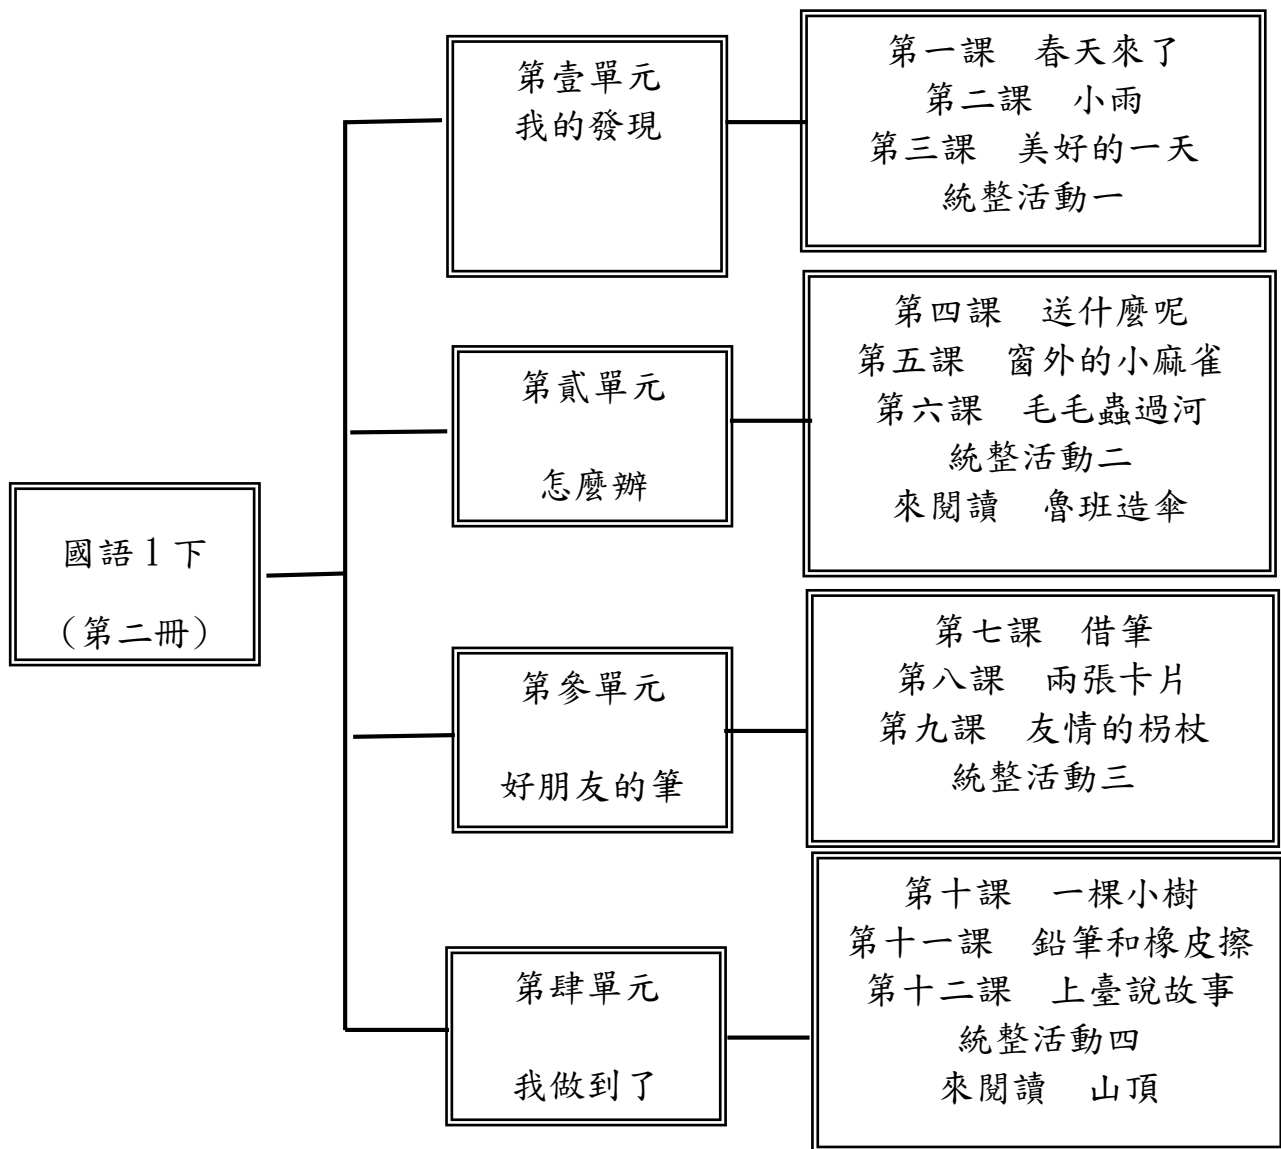 國語1下
（第二冊）
第壹單元
我的發現
第一課　春天來了
第二課　小雨
第三課　美好的一天
統整活動一
第貳單元
怎麼辦
第四課　送什麼呢
第五課　窗外的小麻雀
第六課　毛毛蟲過河
統整活動二
來閱讀　魯班造傘
第參單元
好朋友的筆
第七課　借筆
第八課　兩張卡片
第九課　友情的枴杖
統整活動三
第肆單元
我做到了
第十課　一棵小樹
第十一課　鉛筆和橡皮擦
第十二課　上臺說故事
統整活動四
來閱讀　山頂